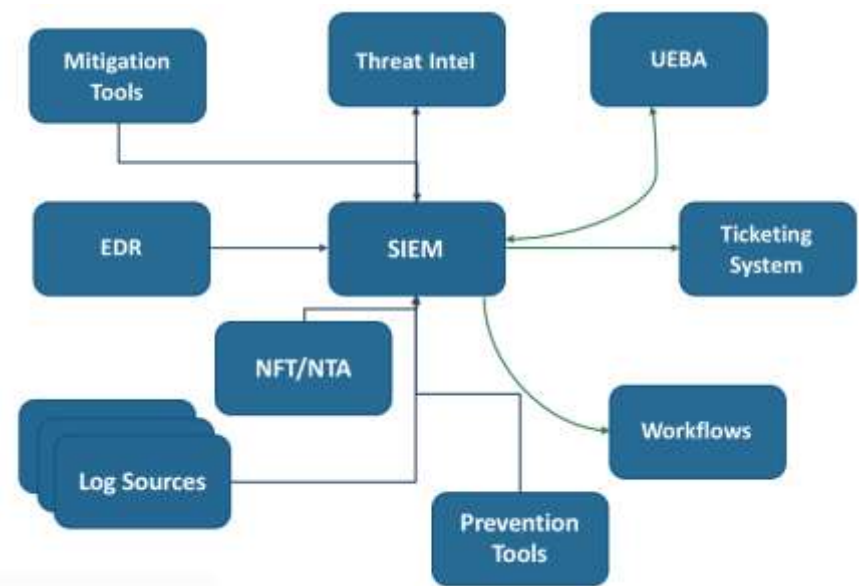 Mitigation
Tools
Threat Intel
UEBA
EDR
SIEM
Ticketing
System
NFT/NTA
Workflows
Log Sources
Prevention
Tools